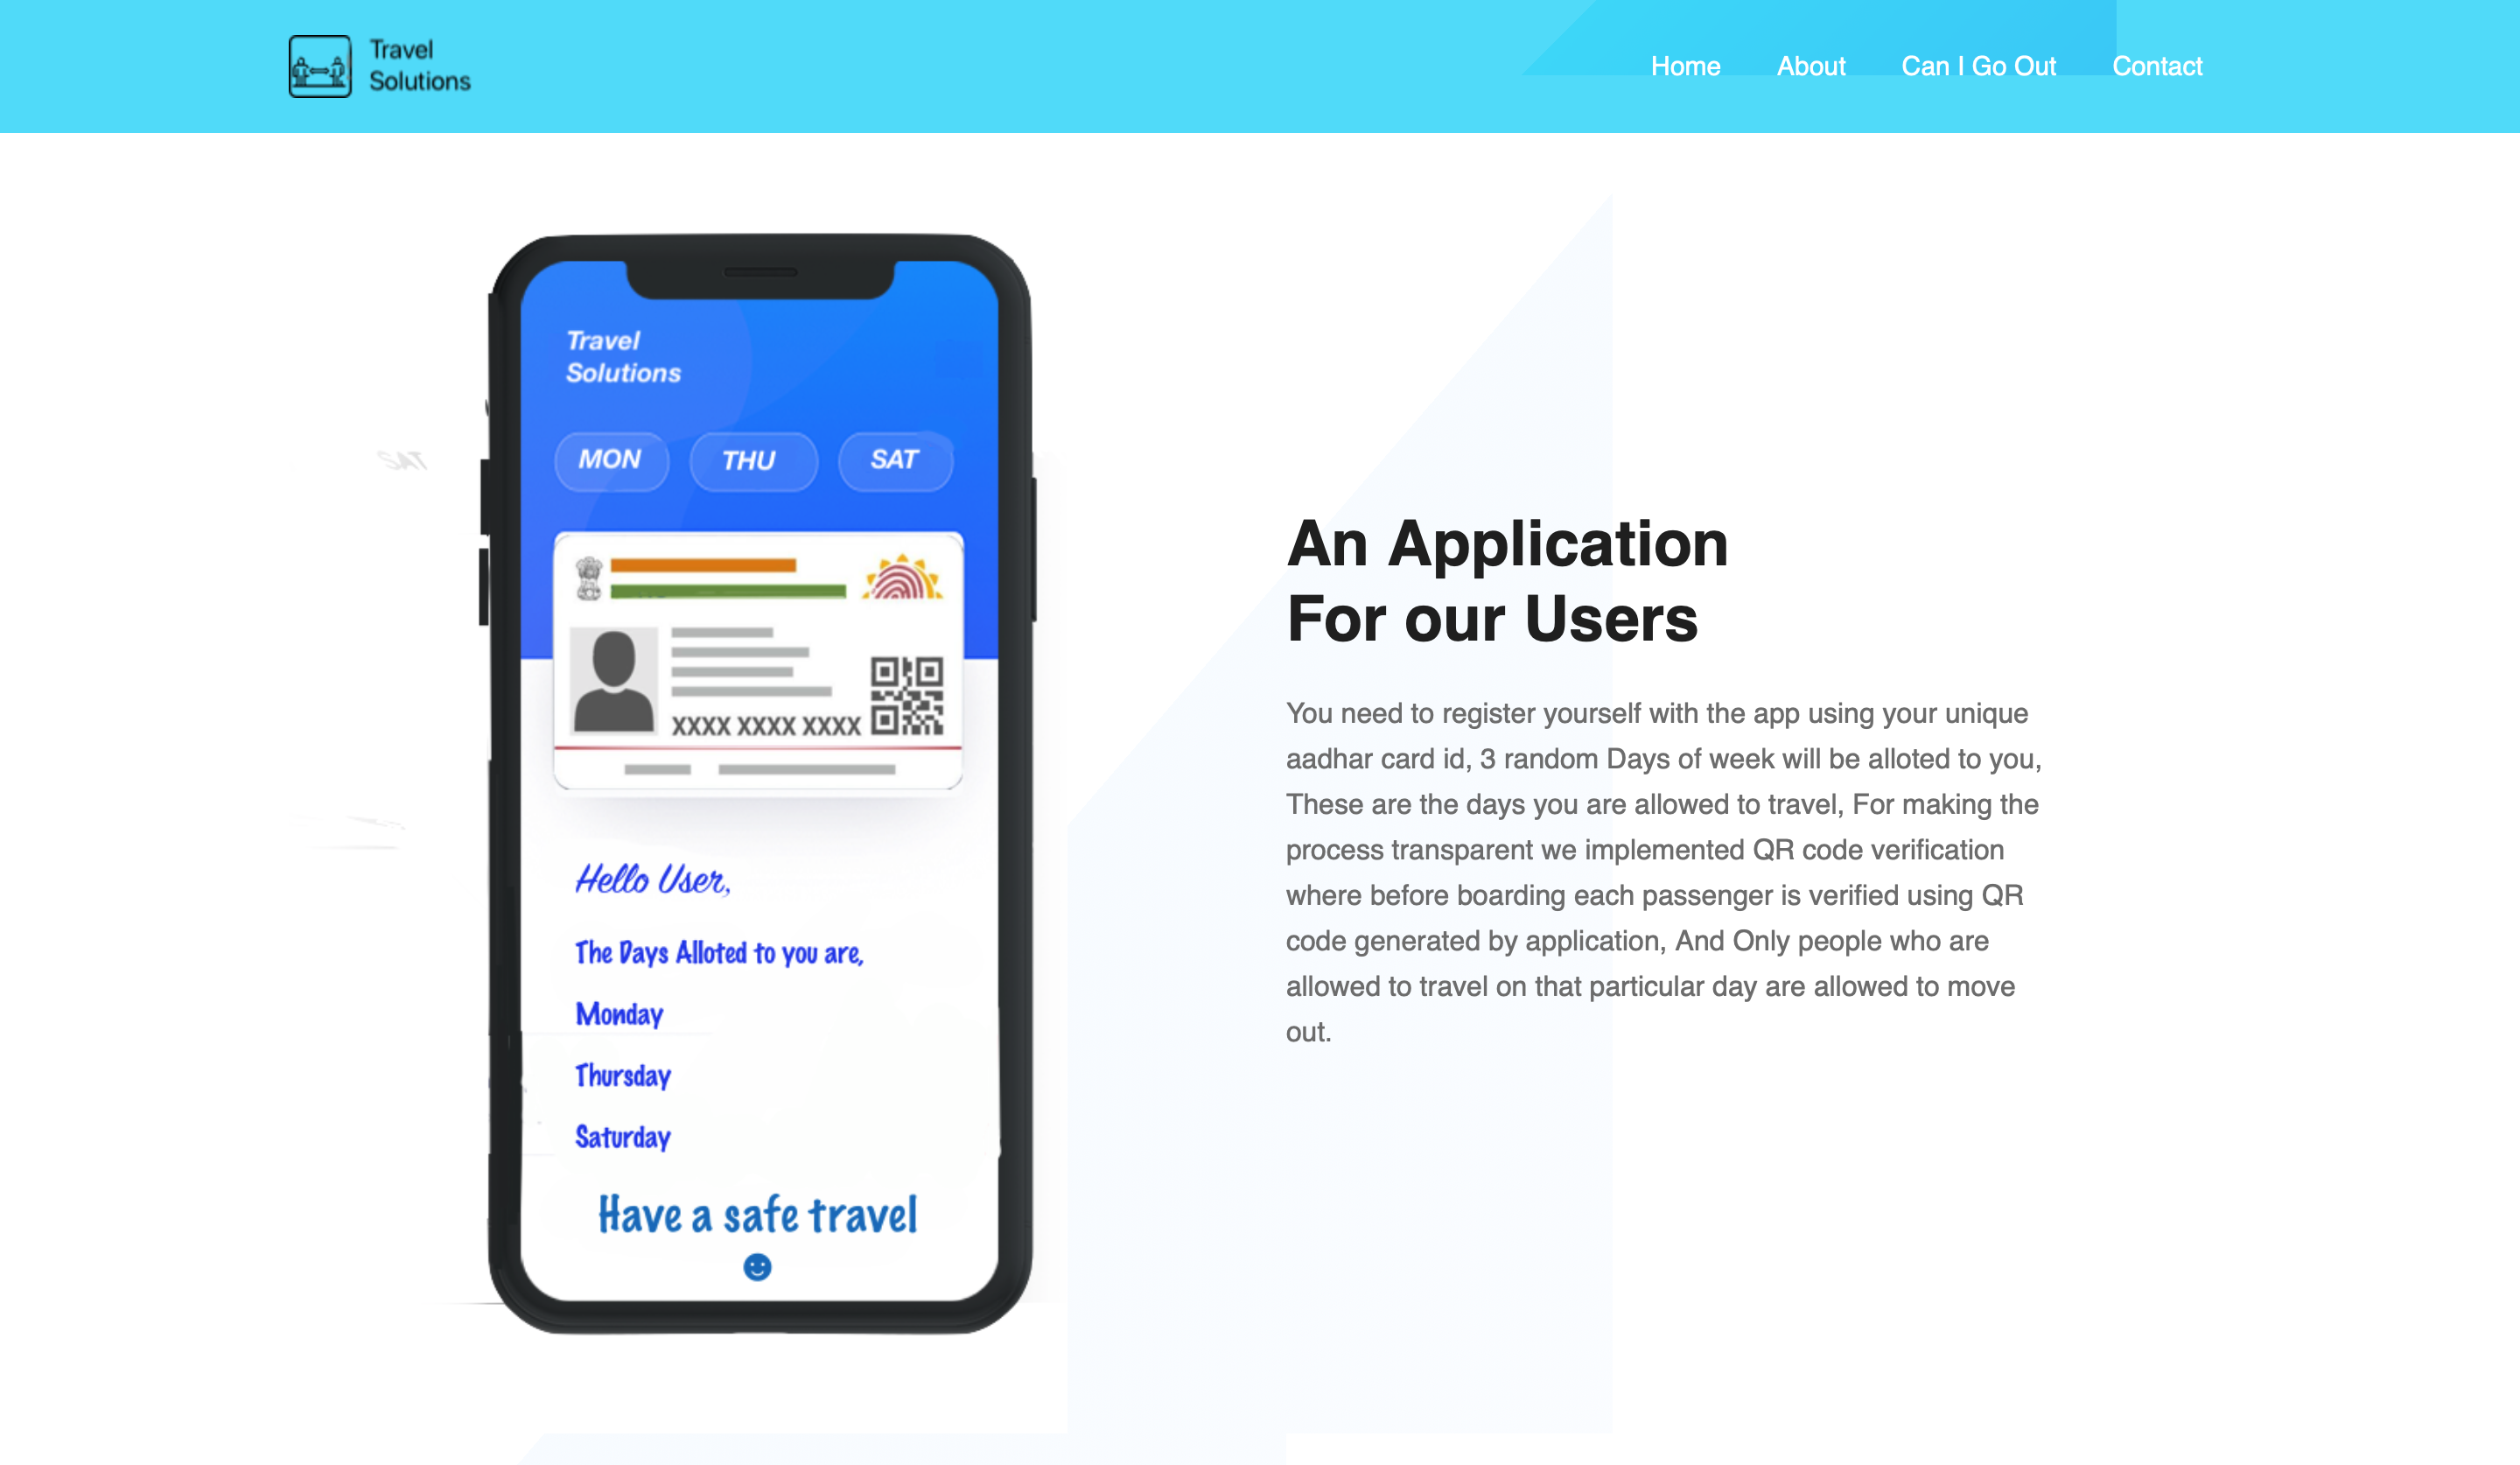 Travel
Solutions
Home About Can I Go Out Contact
Travel
Solutions
MON THU SAT
SAT
XXXX XXXX XXXX
Hello User,
The Days Alloted to you are,
Monday
Thursday
Saturday
Have a safe travel
An Application
For our Users
You need to register yourself with the app using your unique
aadhar card id, 3 random Days of week will be alloted to you,
These are the days you are allowed to travel, For making the
process transparent we implemented QR code verification
where before boarding each passenger is verified using QR
code generated by application, And Only people who are
allowed to travel on that particular day are allowed to move
out.